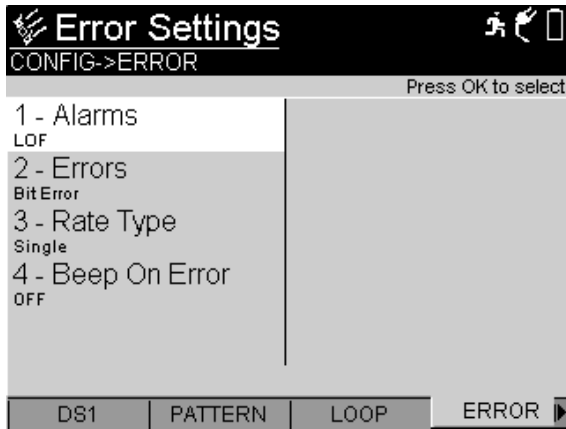 Error Settings
CONFIG->ERROR
Press OK to select
1 - Alarms
LOF
2 - Errors
Bit Error
3 - Rate Type
Single
4 - Beep On Error
OFF
DS1 PATTERN LOOP ERROR